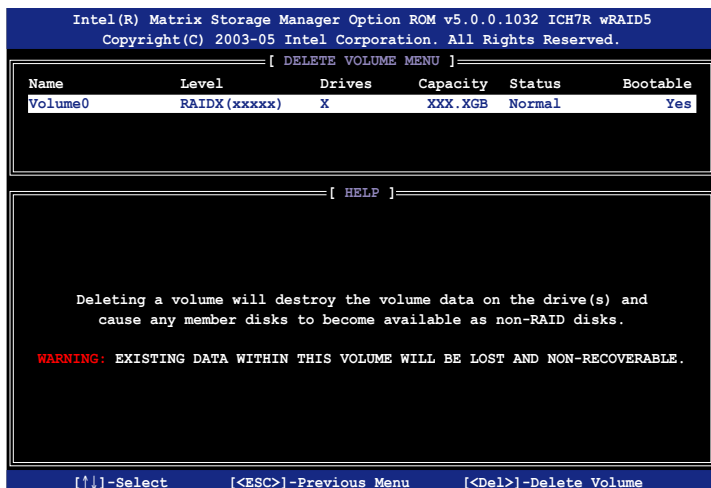 Intel(R) Matrix Storage Manager Option ROM v5.0.0.1032 ICH7R wRAID5
Copyright(C) 2003-05 Intel Corporation. All Rights Reserved.
[ DELETE VOLUME MENU ]
Name Level Drives Capacity Status Bootable
Volume0 RAIDX(xxxxx) X XXX.XGB Normal Yes
[ HELP ]
Deleting a volume will destroy the volume data on the drive(s) and
cause any member disks to become available as non-RAID disks.
WARNING: EXISTING DATA WITHIN THIS VOLUME WILL BE LOST AND NON-RECOVERABLE.
[↑↓]-Select [<ESC>]-Previous Menu [<Del>]-Delete Volume